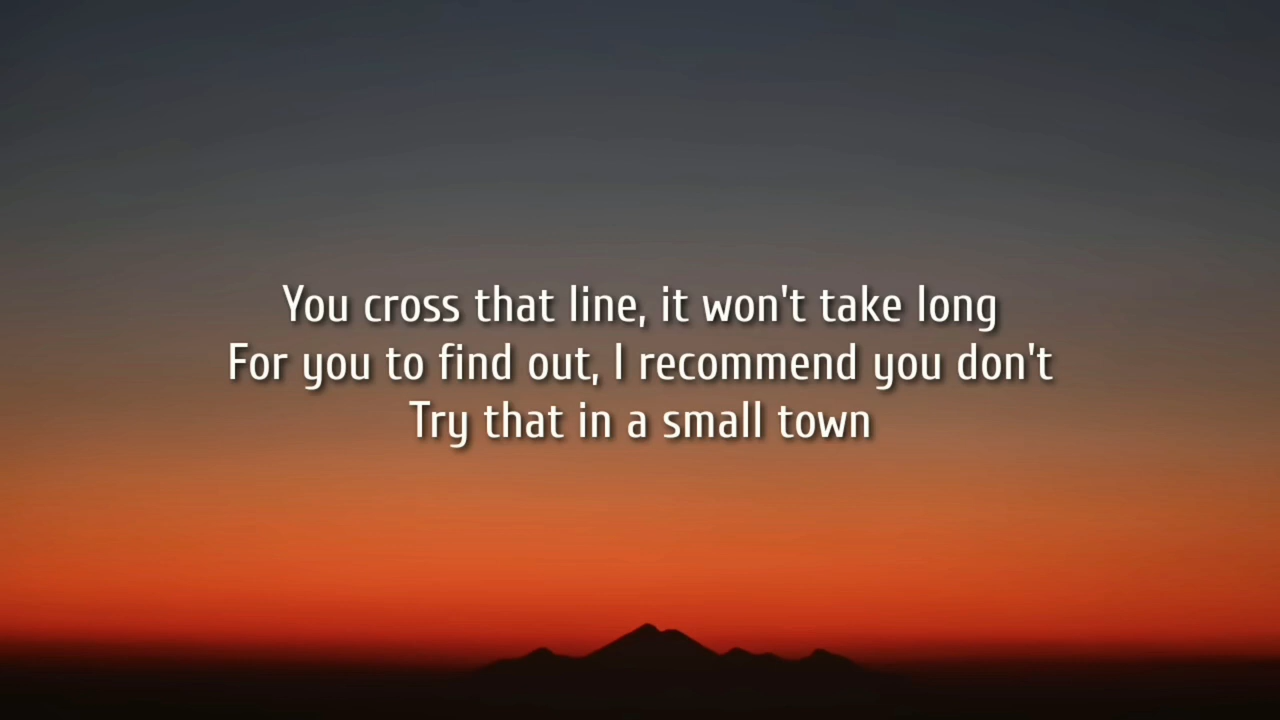 You cross that line, it won't take long
For you to find out, I recommend you don't
Try that in a small town